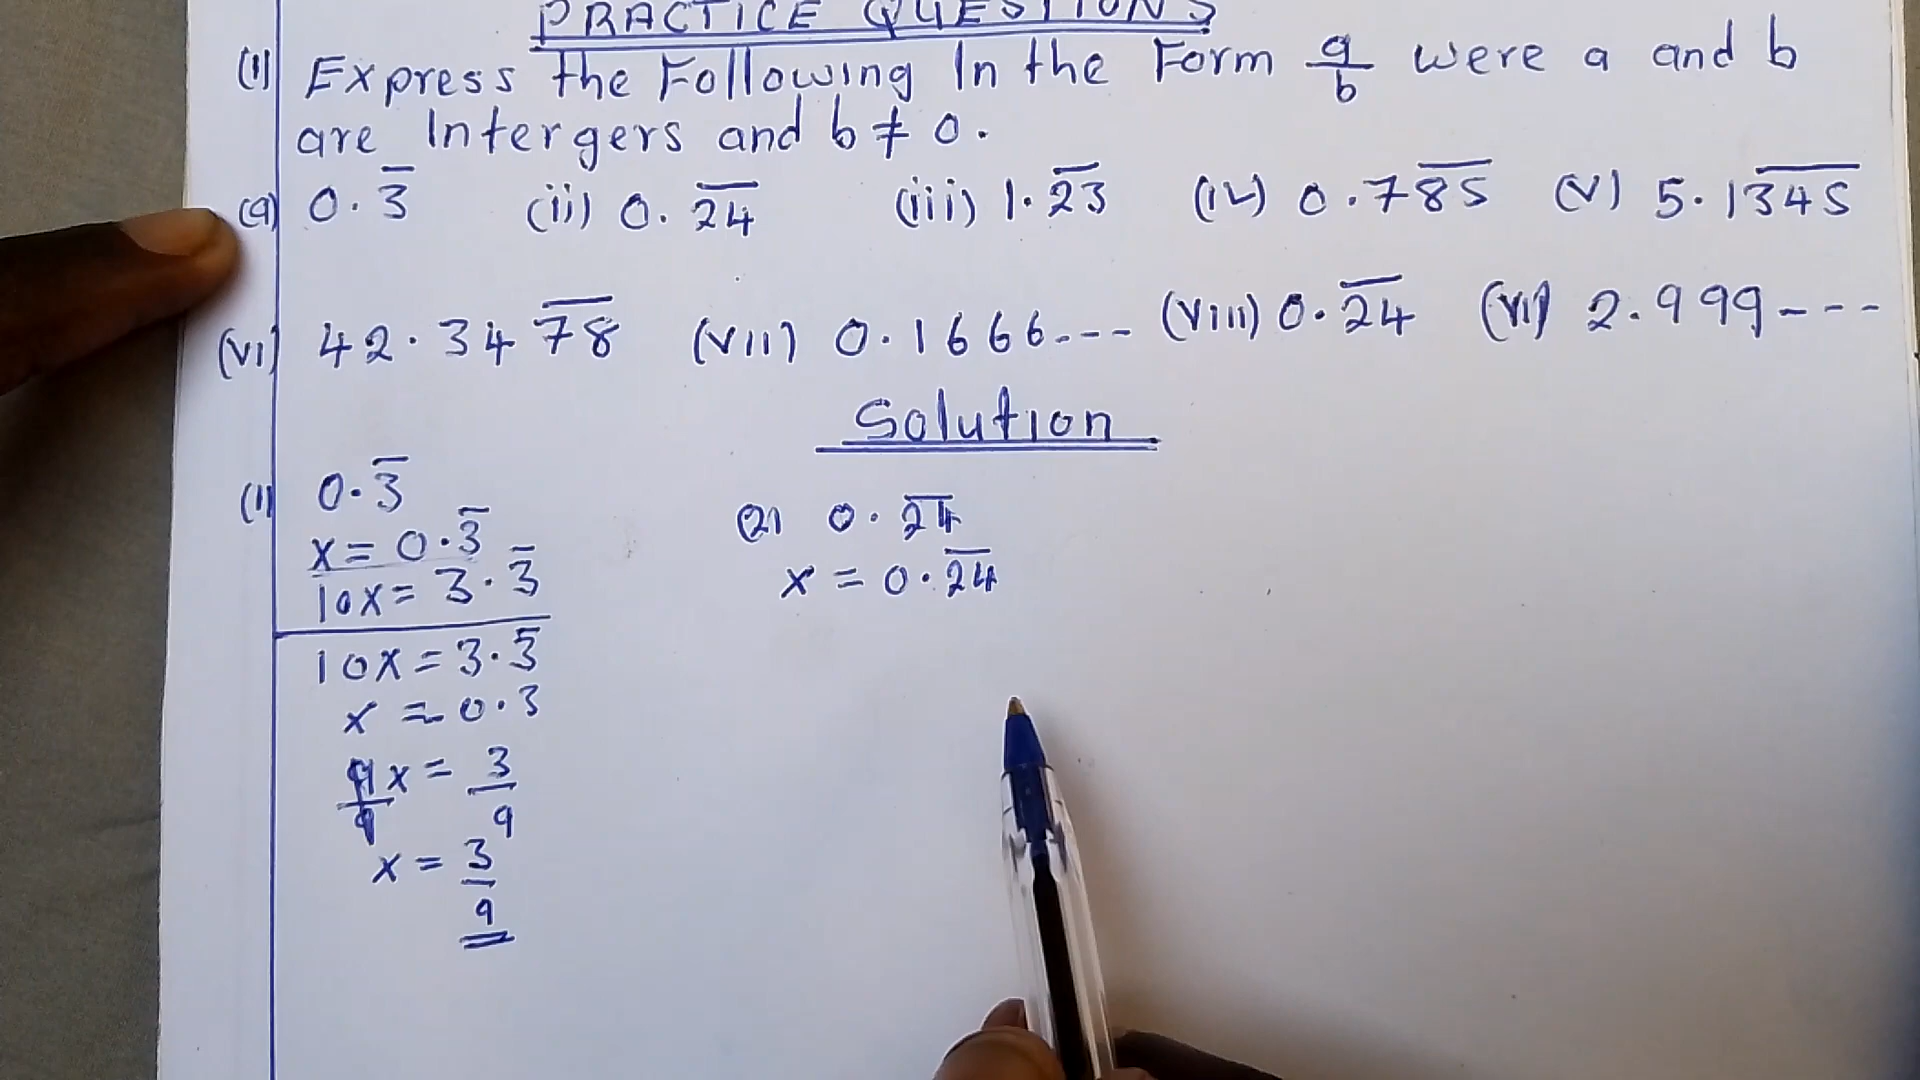 PRACTICE QUESTIONS
(1) Express the Following In the Form a/b were a and b
are Intergers and b ≠ 0.
(a) 0.3̅ (ii) 0.2̅4̅ (iii) 1.2̅3̅ (iv) 0.78̅5̅ (v) 5.13̅4̅5̅
(vi) 42.347̅8̅ (vii) 0.1666--- (viii) 0.2̅4̅ (vi) 2.999---
Solution
(1) 0.3̅
x = 0.3̅
10x = 3.3̅
10x = 3.3̅
x = 0.3
9x/9 = 3/9
x = 3/9
(2) 0.2̅4̅
x = 0.2̅4̅